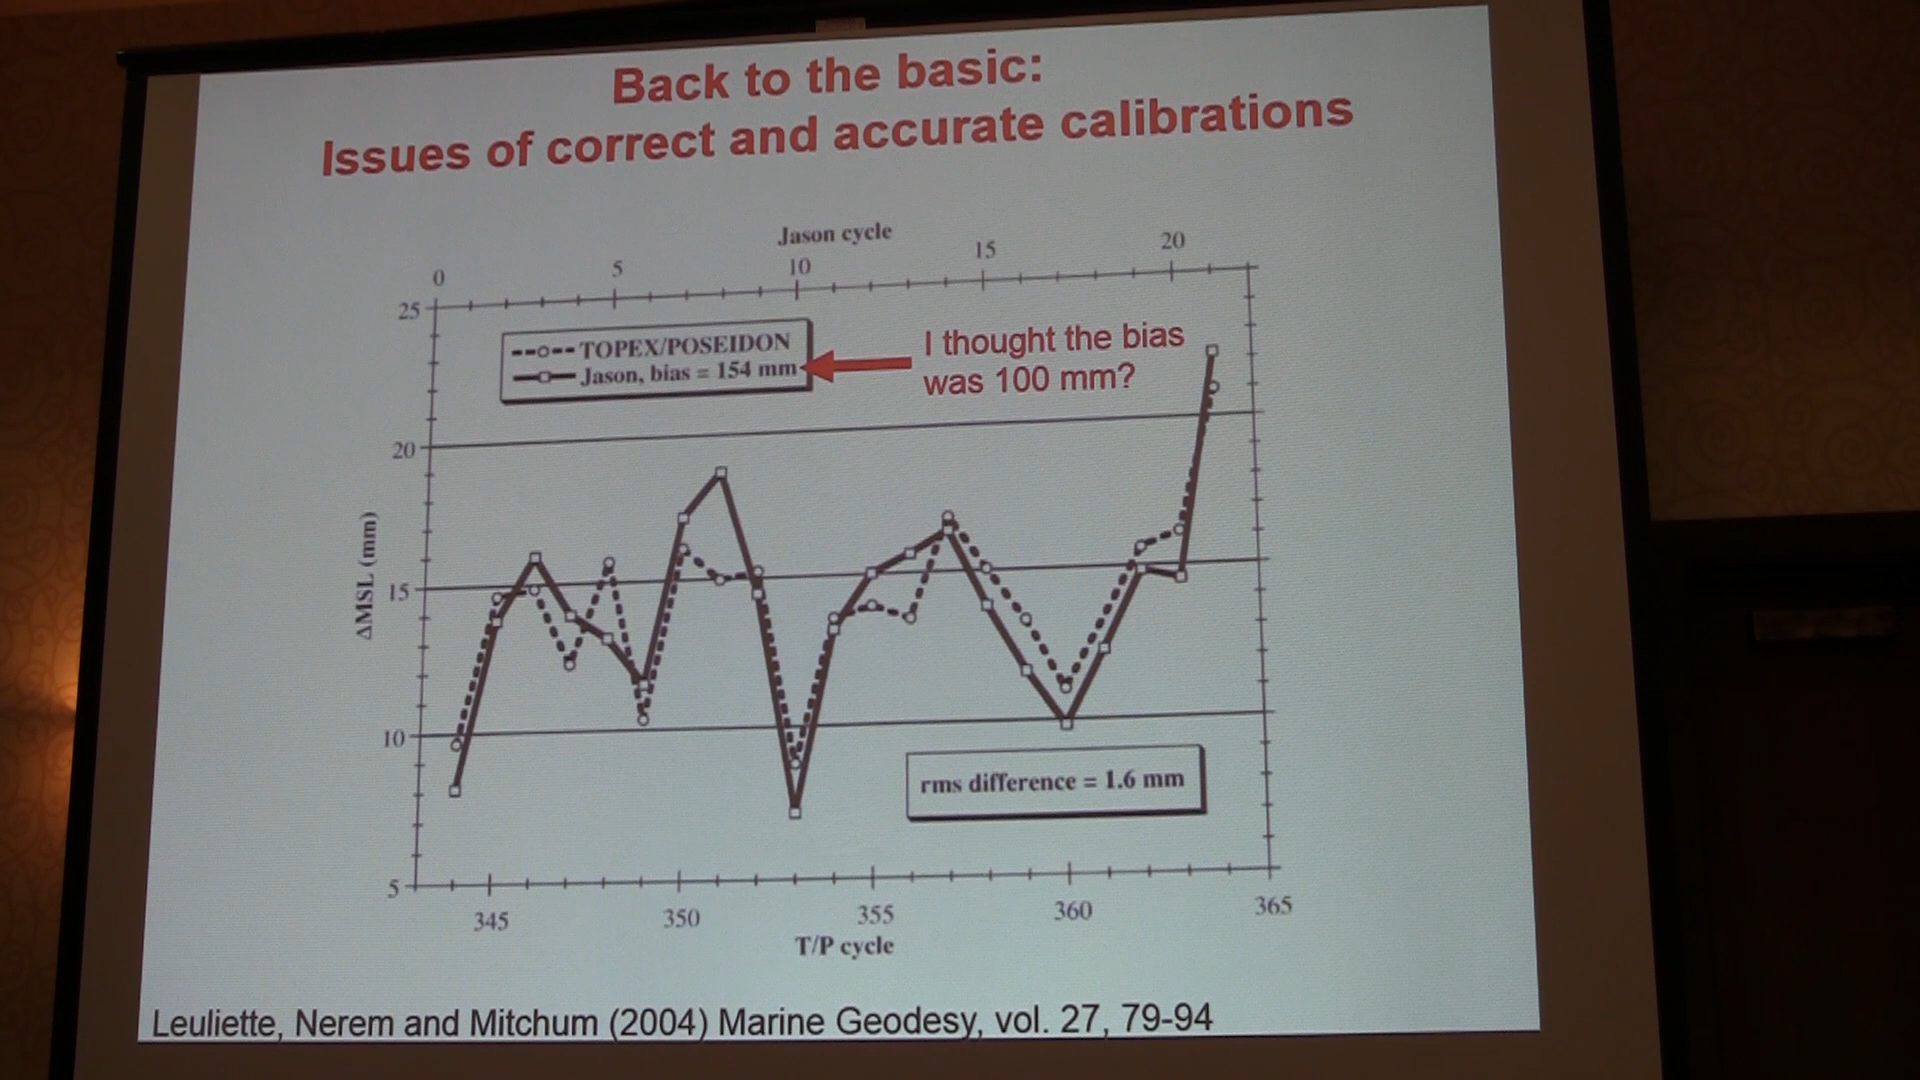 Back to the basic:
Issues of correct and accurate calibrations
Jason cycle
0 5 10 15 20
25
20
15
10
5
ΔMSL (mm)
TOPEX/POSEIDON
Jason, bias = 154 mm
I thought the bias
was 100 mm?
rms difference = 1.6 mm
345 350 355 360 365
T/P cycle
Leuliette, Nerem and Mitchum (2004) Marine Geodesy, vol. 27, 79-94